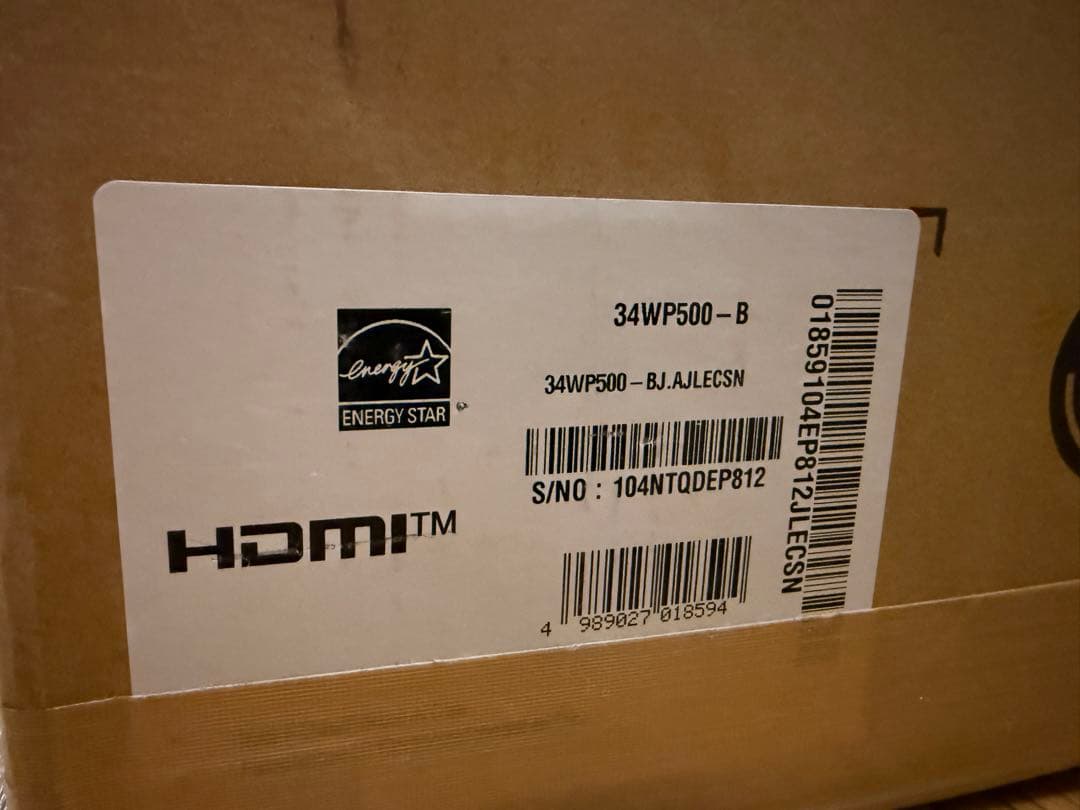 energy
ENERGY STAR
HDMI™
34WP500-B
34WP500-BJ.AJLECSN
S/NO : 104NTQDEP812
4 989027 018594
01859104EP812JLECSN